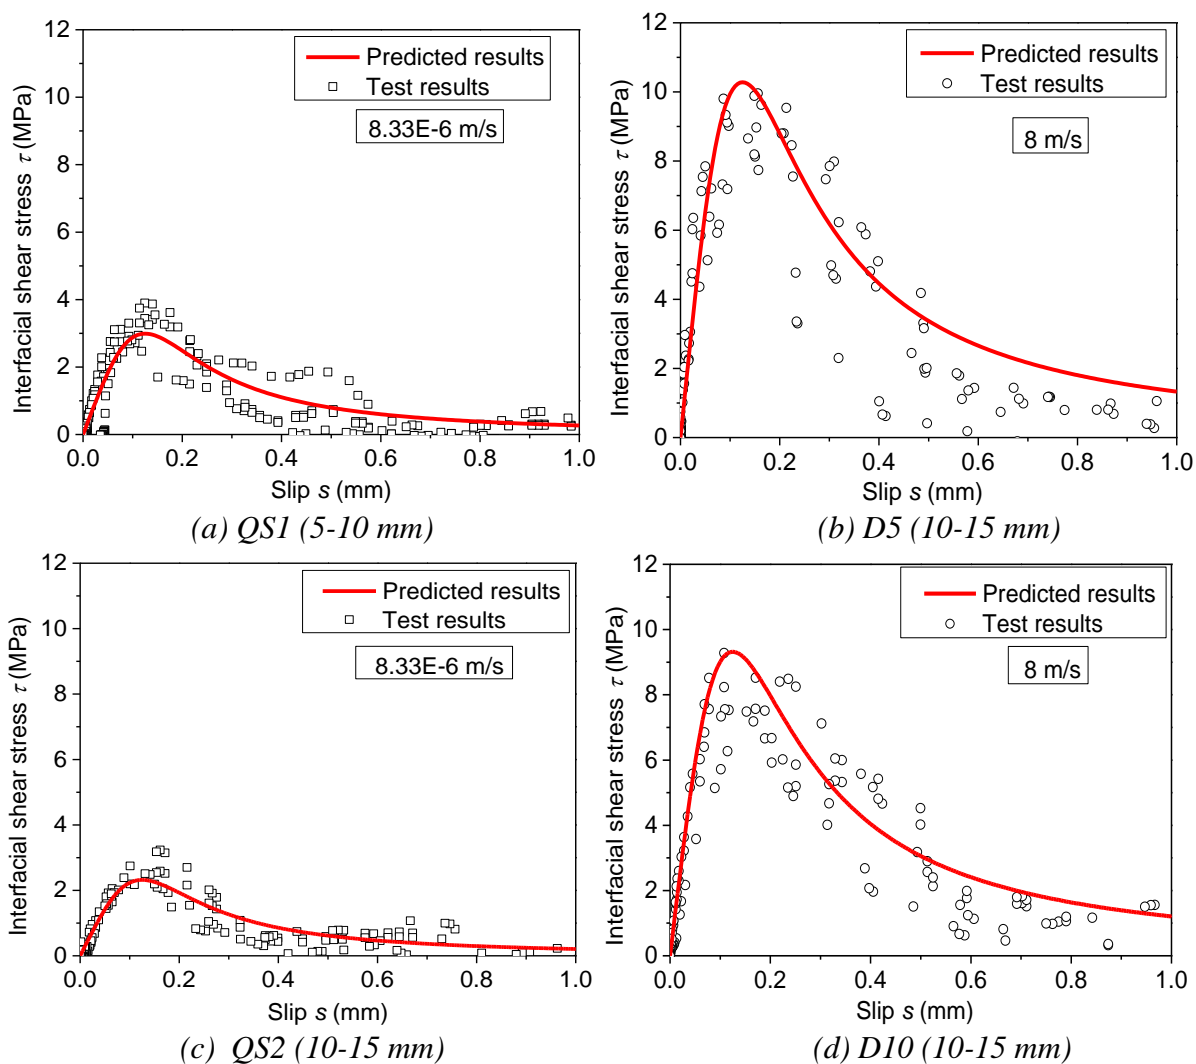 12
10
8
6
4
2
0
Interfacial shear stress τ (MPa)
Predicted results
Test results
8.33E-6 m/s
0.0 0.2 0.4 0.6 0.8 1.0
Slip s (mm)
(a) QS1 (5-10 mm)
12
10
8
6
4
2
0
Interfacial shear stress τ (MPa)
Predicted results
Test results
8 m/s
0.0 0.2 0.4 0.6 0.8 1.0
Slip s (mm)
(b) D5 (10-15 mm)
12
10
8
6
4
2
0
Interfacial shear stress τ (MPa)
Predicted results
Test results
8.33E-6 m/s
0.0 0.2 0.4 0.6 0.8 1.0
Slip s (mm)
(c) QS2 (10-15 mm)
12
10
8
6
4
2
0
Interfacial shear stress τ (MPa)
Predicted results
Test results
8 m/s
0.0 0.2 0.4 0.6 0.8 1.0
Slip s (mm)
(d) D10 (10-15 mm)